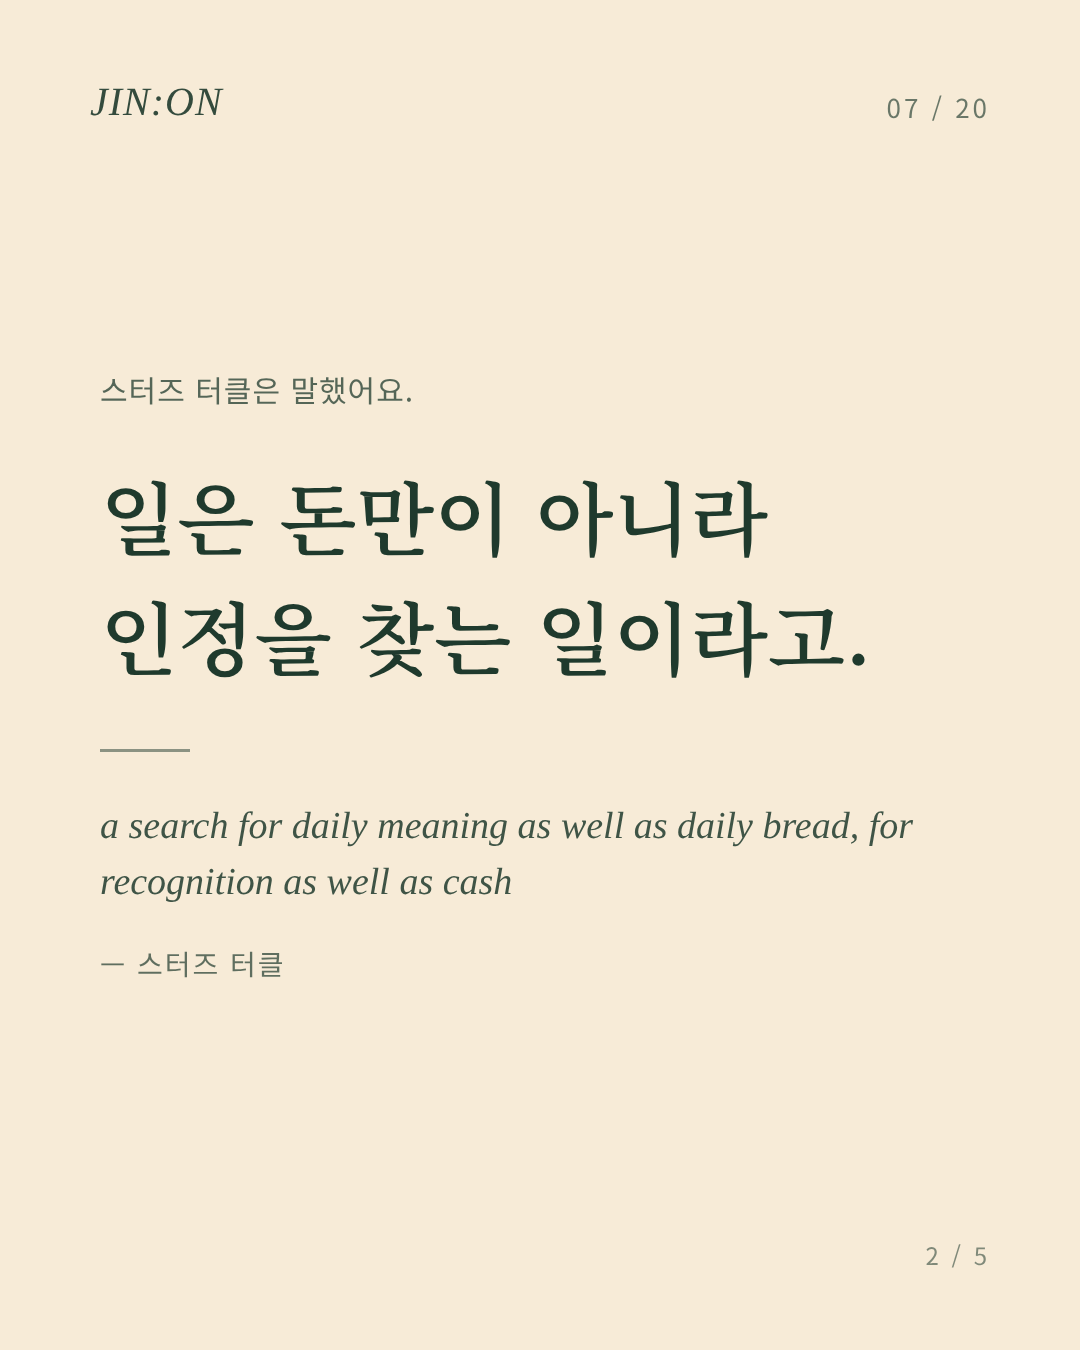 JIN:ON
07 / 20
스터즈 터클은 말했어요.
일은 돈만이 아니라
인정을 찾는 일이라고.
a search for daily meaning as well as daily bread, for
recognition as well as cash
— 스터즈 터클
2 / 5